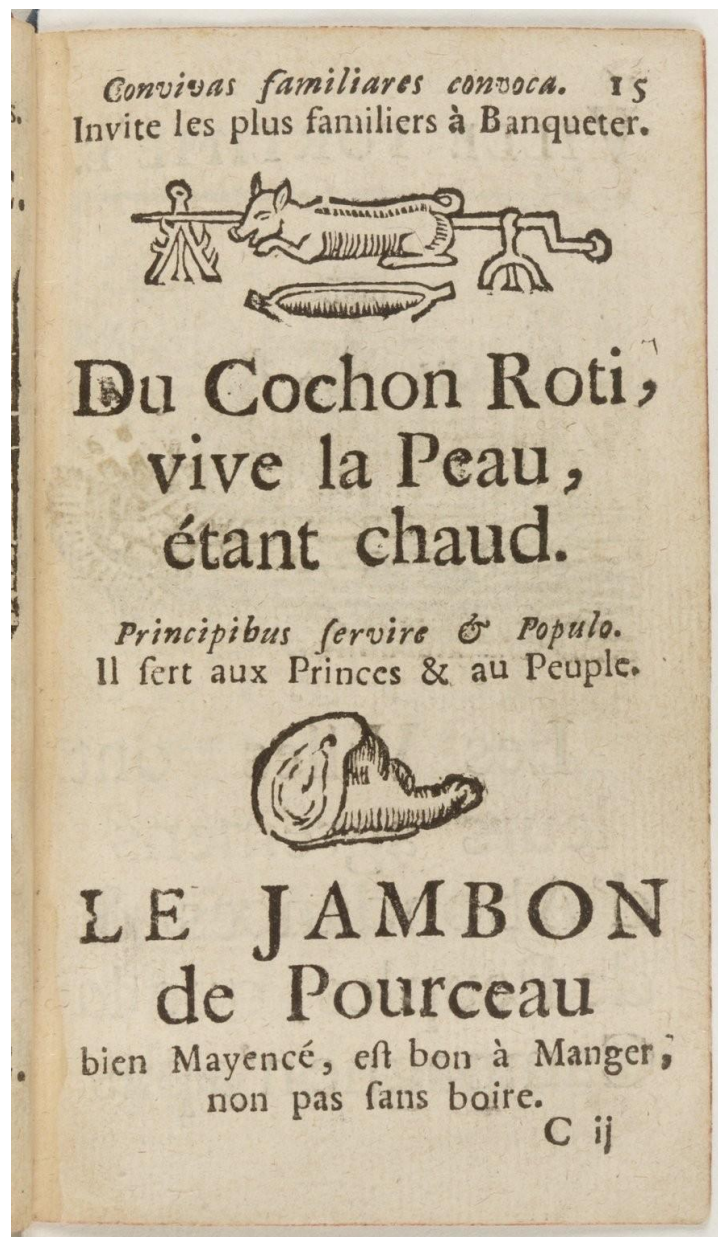 Convivas familiares convoca. 15
Invite les plus familiers à Banqueter.
Du Cochon Roti,
vive la Peau,
étant chaud.
Principibus ſervire & Populo.
Il ſert aux Princes & au Peuple.
LE JAMBON
de Pourceau
bien Mayencé, eſt bon à Manger,
non pas ſans boire.
C ij